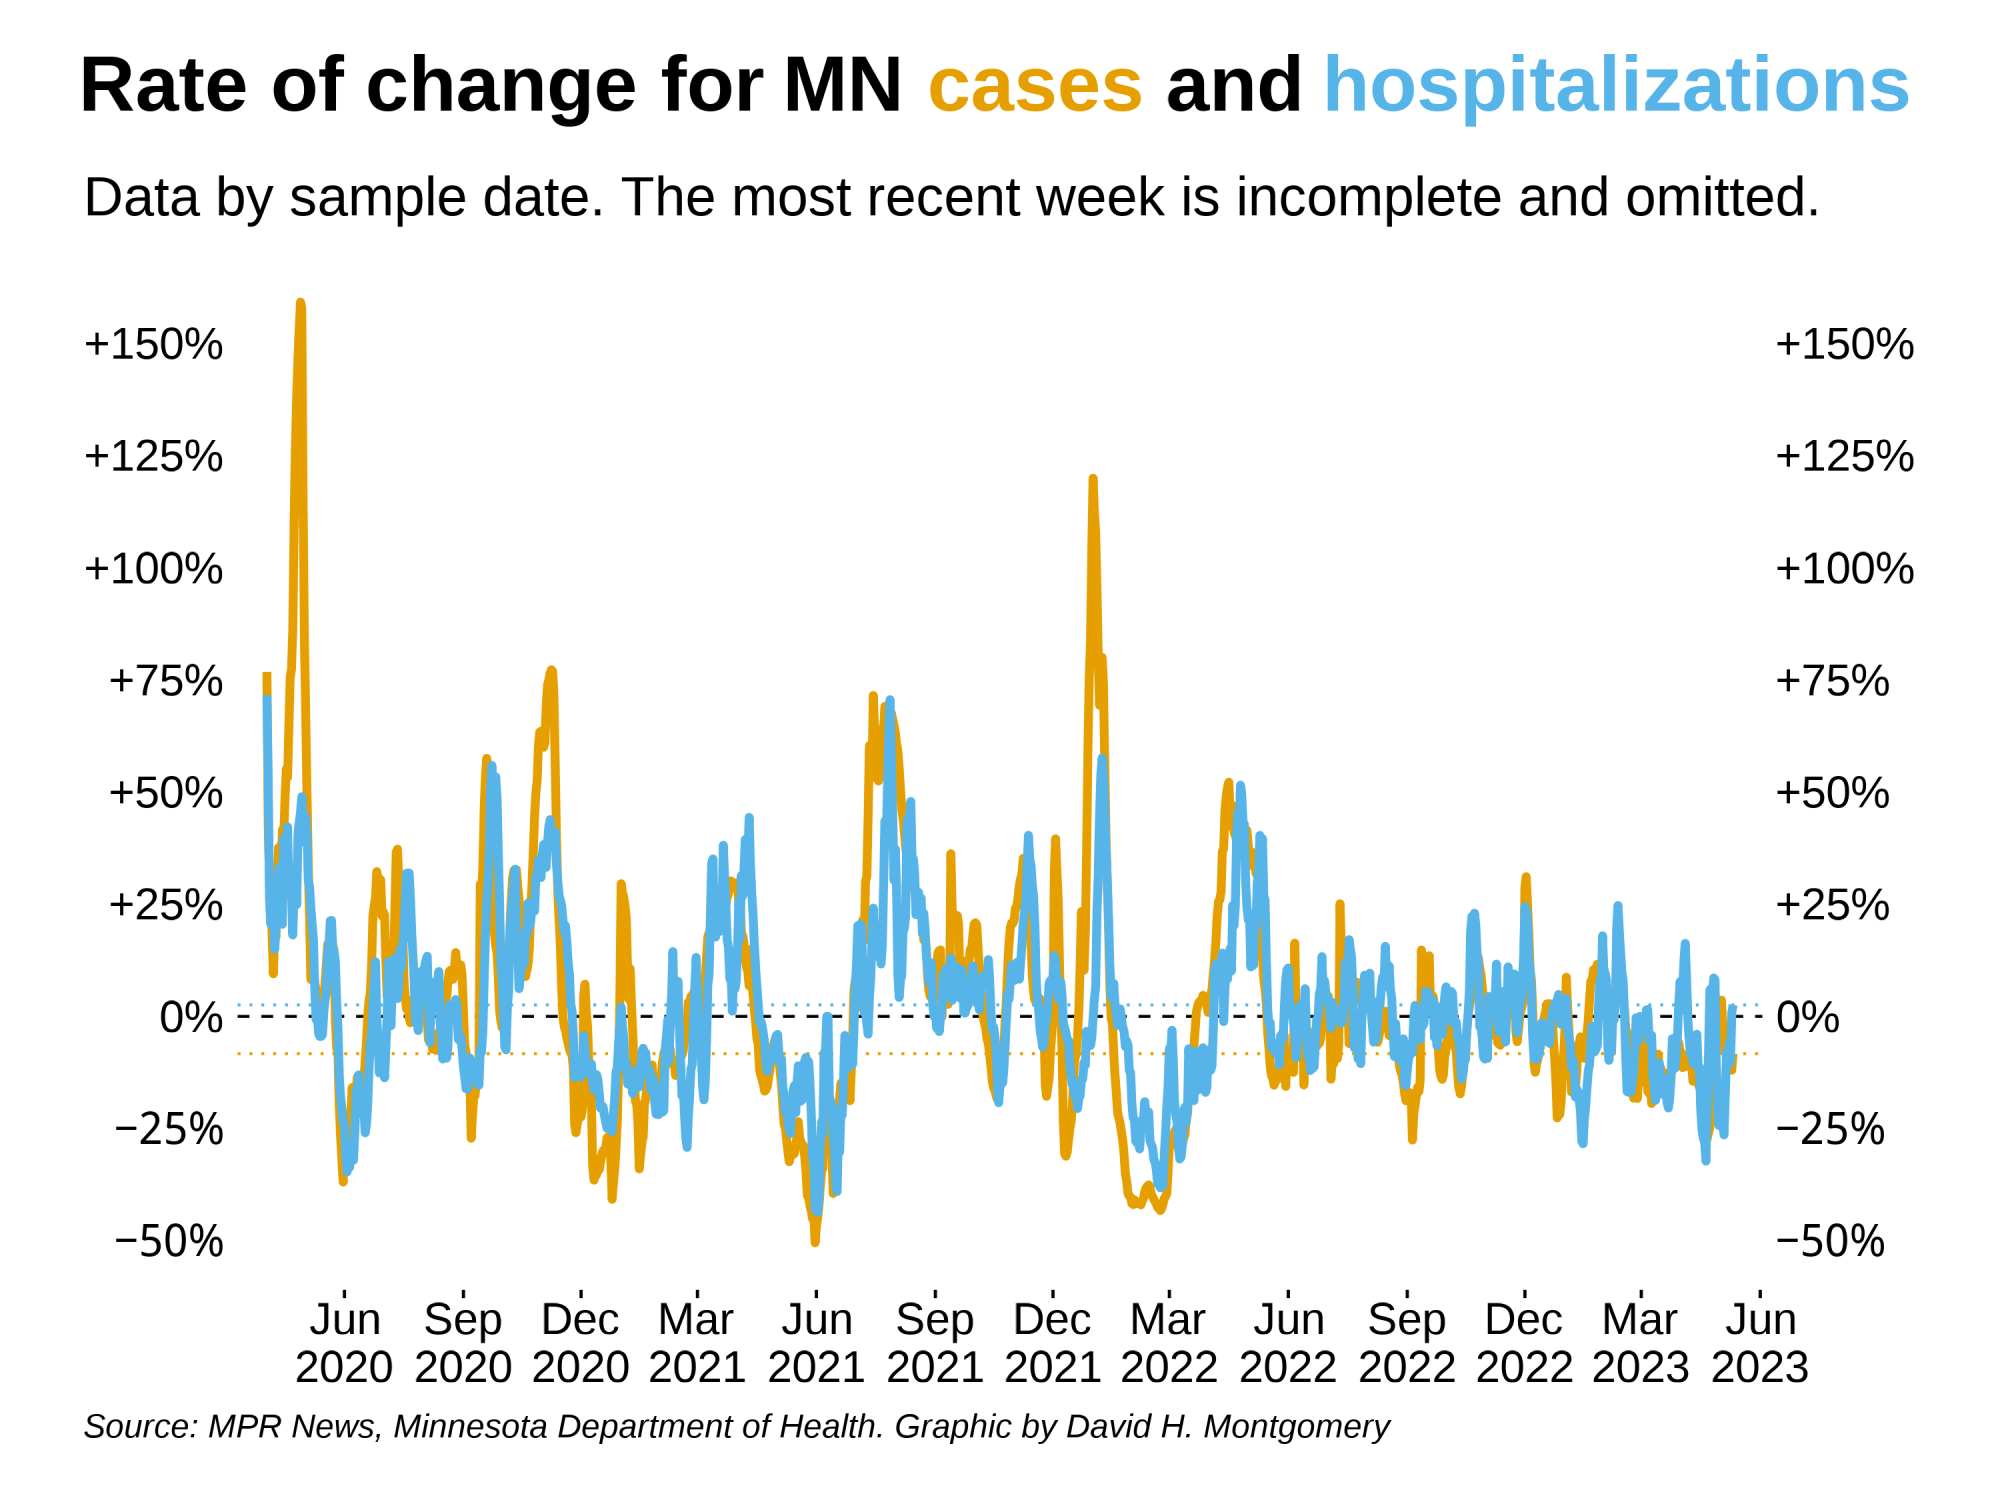 Rate of change for MN cases and hospitalizations
Data by sample date. The most recent week is incomplete and omitted.
+150% +150%
+125% +125%
+100% +100%
+75% +75%
+50% +50%
+25% +25%
0% 0%
−25% −25%
−50% −50%
Jun Sep Dec Mar Jun Sep Dec Mar Jun Sep Dec Mar Jun
2020 2020 2020 2021 2021 2021 2021 2022 2022 2022 2022 2023 2023
Source: MPR News, Minnesota Department of Health. Graphic by David H. Montgomery